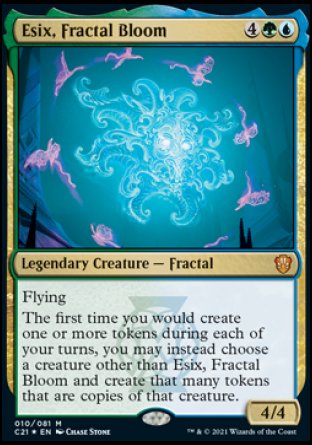 Esix, Fractal Bloom 4
Legendary Creature — Fractal
Flying
The first time you would create
one or more tokens during each of
your turns, you may instead choose
a creature other than Esix, Fractal
Bloom and create that many tokens
that are copies of that creature.
4/4
010/081 M
C21 ★ EN CHASE STONE
™ & © 2021 Wizards of the Coast